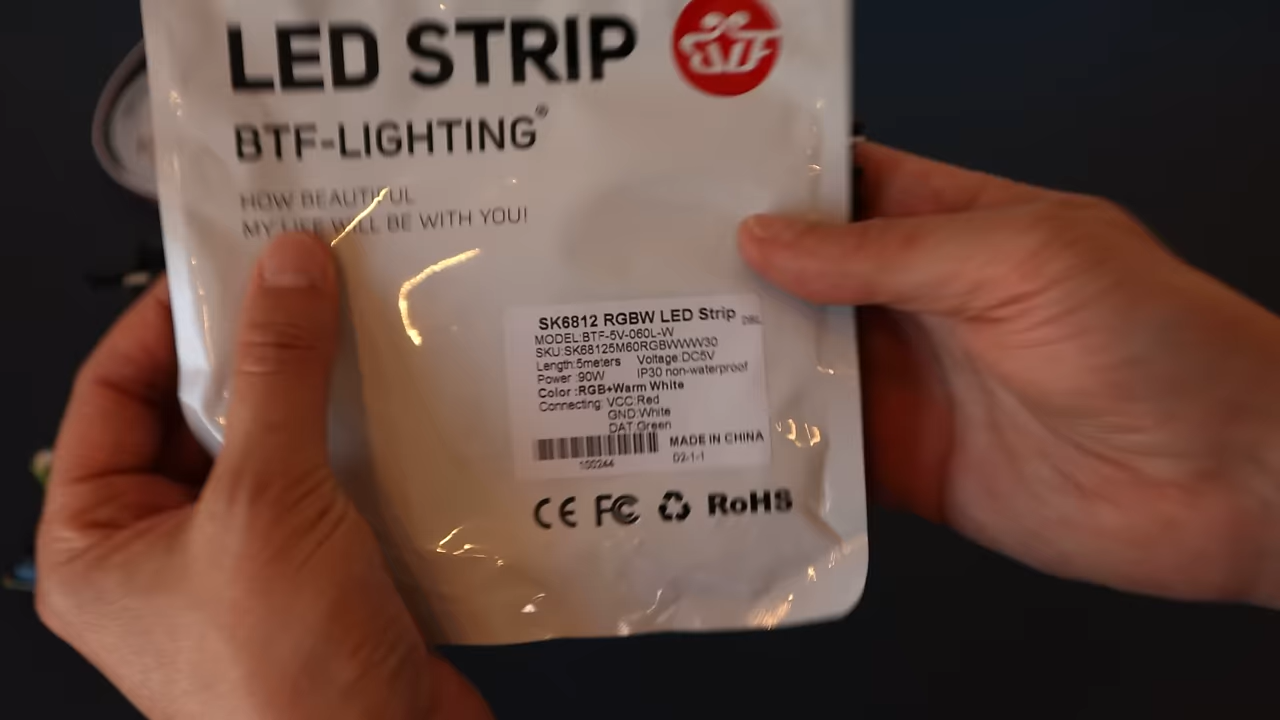 LED STRIP
BTF
BTF-LIGHTING®
HOW BEAUTIFUL
MY LIFE WILL BE WITH YOU!
SK6812 RGBW LED Strip
MODEL:BTF-5V-060L-W
SKU:SK68125M60RGBWWW30
Length:5meters Voltage:DC5V
Power :90W IP30 non-waterproof
Color :RGB+Warm White
Connecting: VCC:Red
GND:White
DAT:Green
MADE IN CHINA
100244 D2-1-1
CE FC RoHS